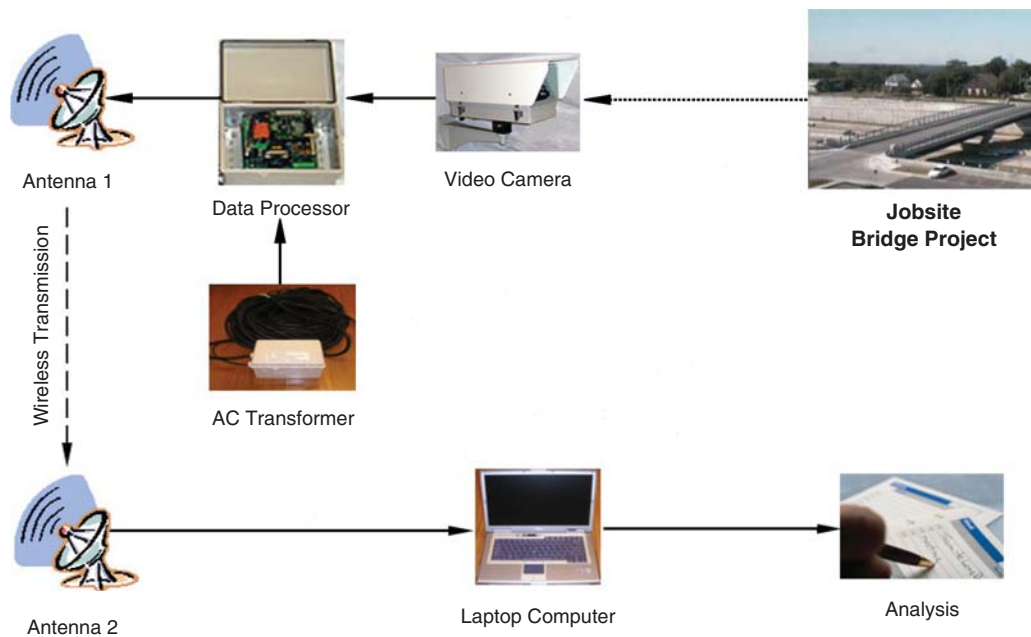 Antenna 1
Data Processor
Video Camera
Jobsite
Bridge Project
Wireless Transmission
AC Transformer
Antenna 2
Laptop Computer
Analysis